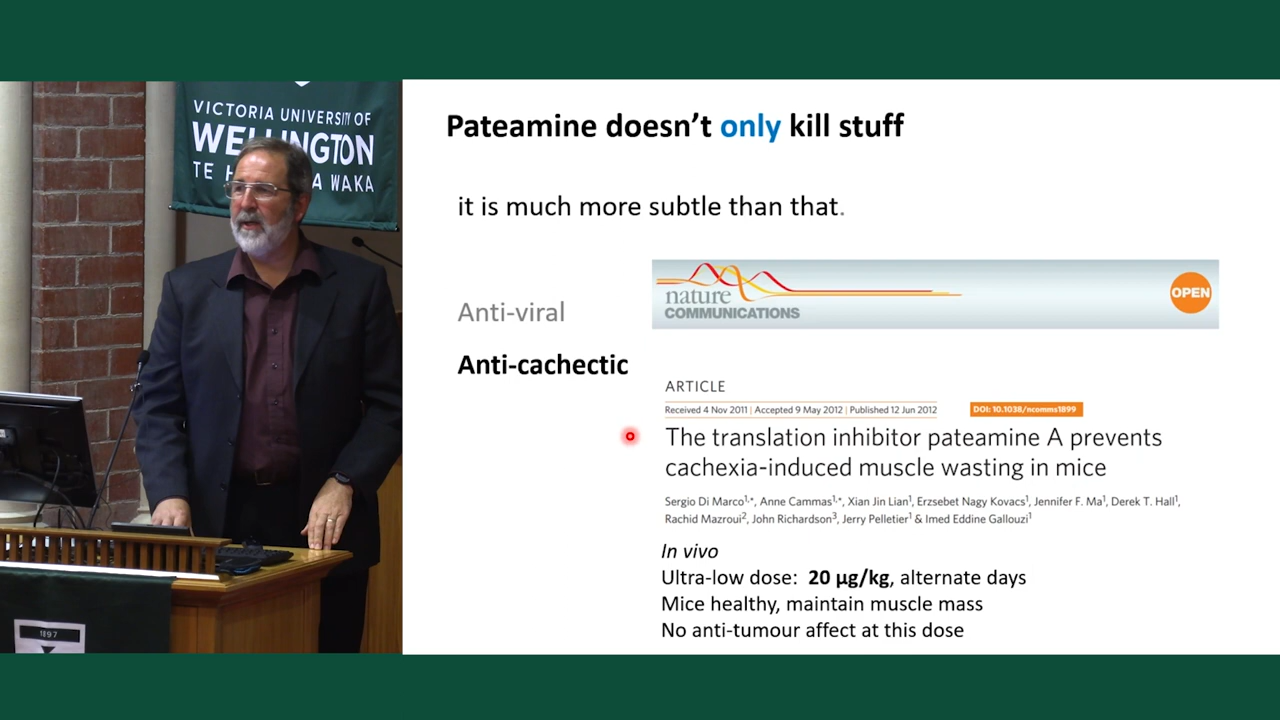 VICTORIA UNIVERSITY OF
WELLINGTON
TE H A WAKA
1897
Pateamine doesn't only kill stuff
it is much more subtle than that.
nature
COMMUNICATIONS
OPEN
Anti-viral
Anti-cachectic
ARTICLE
Received 4 Nov 2011 | Accepted 9 May 2012 | Published 12 Jun 2012
DOI: 10.1038/ncomms1899
The translation inhibitor pateamine A prevents
cachexia-induced muscle wasting in mice
Sergio Di Marco1,*, Anne Cammas1,*, Xian Jin Lian1, Erzsebet Nagy Kovacs1, Jennifer F. Ma1, Derek T. Hall1,
Rachid Mazroui2, John Richardson3, Jerry Pelletier1 & Imed Eddine Gallouzi1
In vivo
Ultra-low dose: 20 µg/kg, alternate days
Mice healthy, maintain muscle mass
No anti-tumour affect at this dose